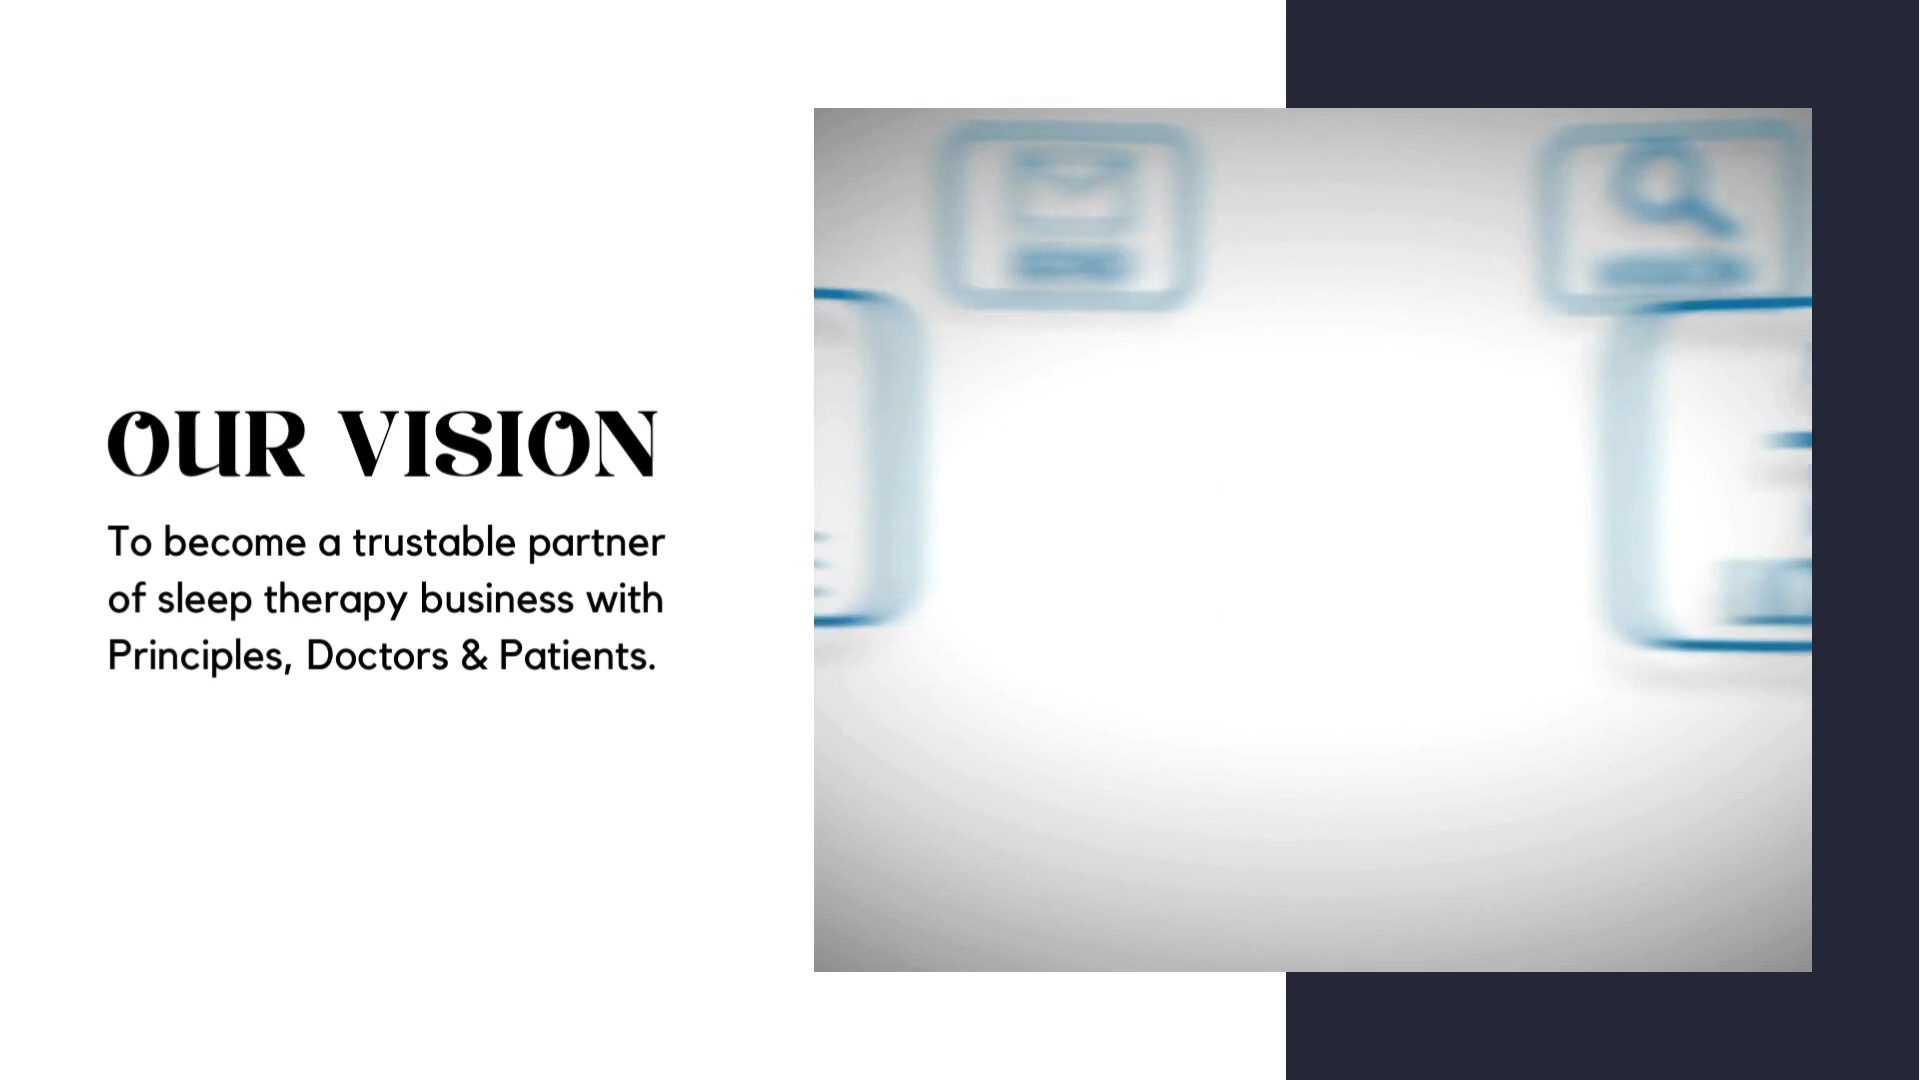 OUR VISION
To become a trustable partner
of sleep therapy business with
Principles, Doctors & Patients.